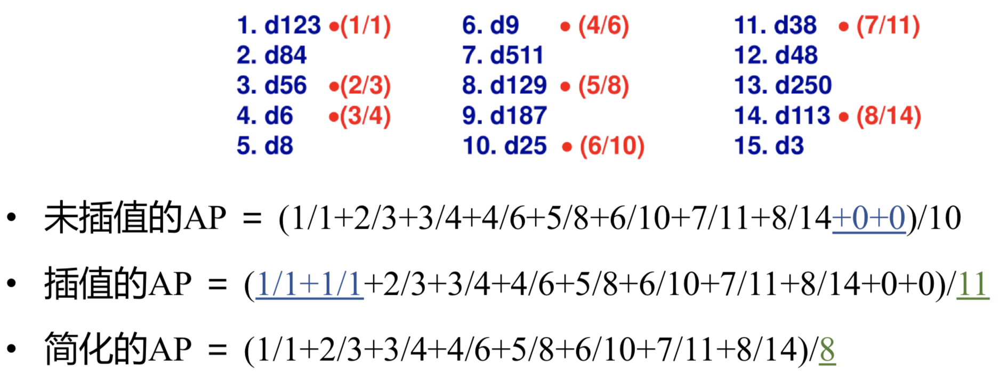 1. d123 •(1/1) 6. d9 • (4/6) 11. d38 • (7/11)
2. d84 7. d511 12. d48
3. d56 •(2/3) 8. d129 • (5/8) 13. d250
4. d6 •(3/4) 9. d187 14. d113 • (8/14)
5. d8 10. d25 • (6/10) 15. d3
• 未插值的AP = (1/1+2/3+3/4+4/6+5/8+6/10+7/11+8/14+0+0)/10
• 插值的AP = (1/1+1/1+2/3+3/4+4/6+5/8+6/10+7/11+8/14+0+0)/11
• 简化的AP = (1/1+2/3+3/4+4/6+5/8+6/10+7/11+8/14)/8